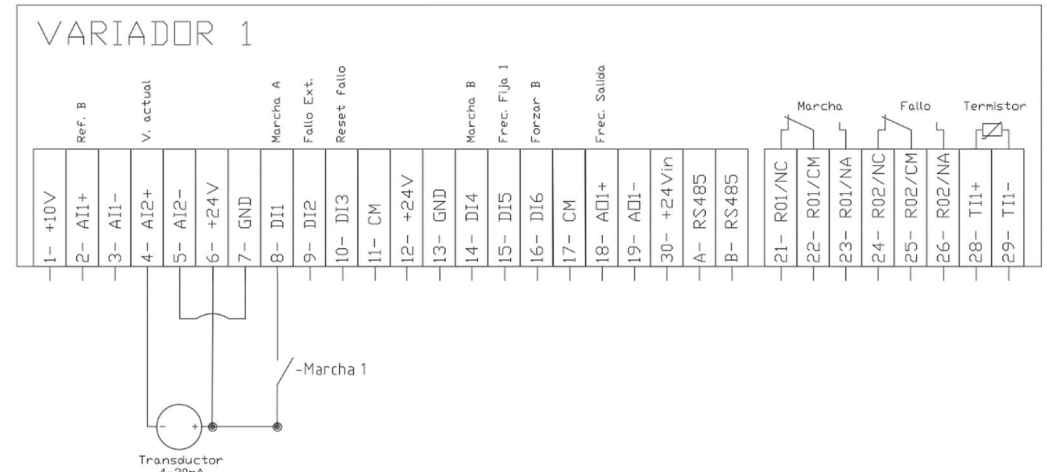 VARIADOR 1
Ref. B
V. actual
Marcha A
Fallo Ext.
Reset fallo
Marcha B
Frec. Fija 1
Forzar B
Frec. Salida
Marcha
Fallo
Termistor
1- +10V
2- AI1+
3- AI1-
4- AI2+
5- AI2-
6- +24V
7- GND
8- DI1
9- DI2
10- DI3
11- CM
12- +24V
13- GND
14- DI4
15- DI5
16- DI6
17- CM
18- AO1+
19- AO1-
30- +24Vin
A- RS485
B- RS485
21- RO1/NC
22- RO1/CM
23- RO1/NA
24- RO2/NC
25- RO2/CM
26- RO2/NA
28- TI1+
29- TI1-
-Marcha 1
- +
Transductor
4-20mA